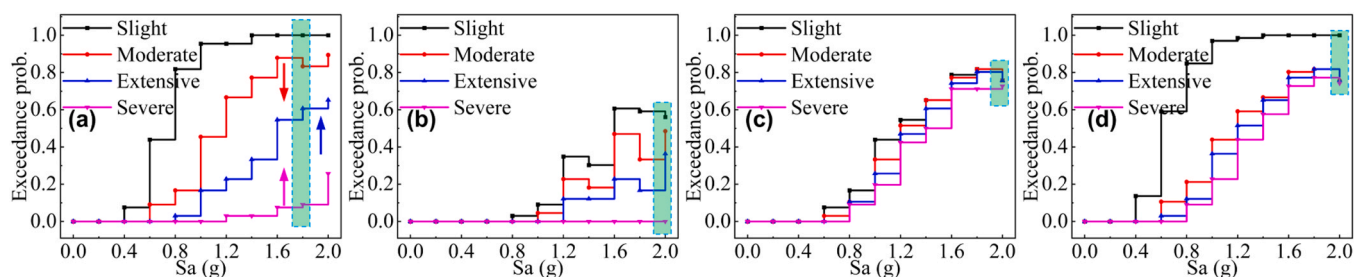 Exceedance prob.
1.0
0.8
0.6
0.4
0.2
0.0
Slight
Moderate
Extensive
Severe
(a)
0.0 0.4 0.8 1.2 1.6 2.0
Sa (g)
Exceedance prob.
1.0
0.8
0.6
0.4
0.2
0.0
Slight
Moderate
Extensive
Severe
(b)
0.0 0.4 0.8 1.2 1.6 2.0
Sa (g)
Exceedance prob.
1.0
0.8
0.6
0.4
0.2
0.0
Slight
Moderate
Extensive
Severe
(c)
0.0 0.4 0.8 1.2 1.6 2.0
Sa (g)
Exceedance prob.
1.0
0.8
0.6
0.4
0.2
0.0
Slight
Moderate
Extensive
Severe
(d)
0.0 0.4 0.8 1.2 1.6 2.0
Sa (g)